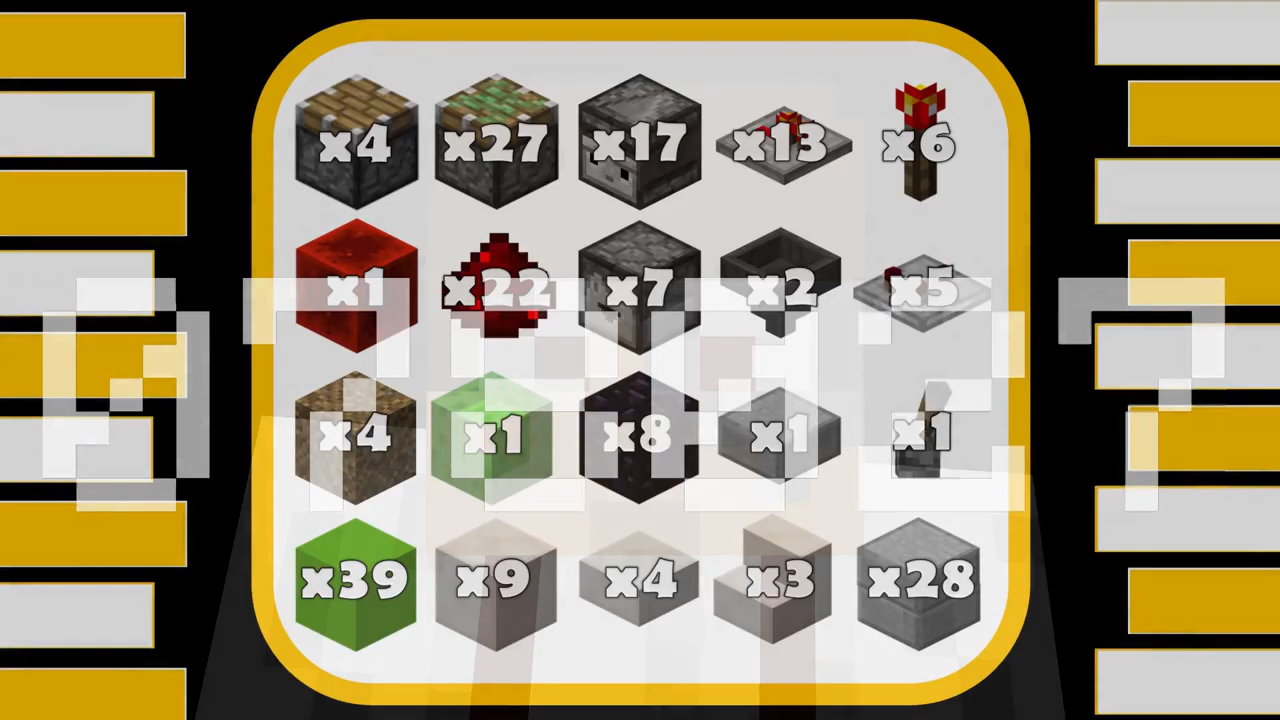 x4 x27 x17 x13 x6
x1 x22 x7 x2 x5
x4 x1 x8 x1 x1
x39 x9 x4 x3 x28